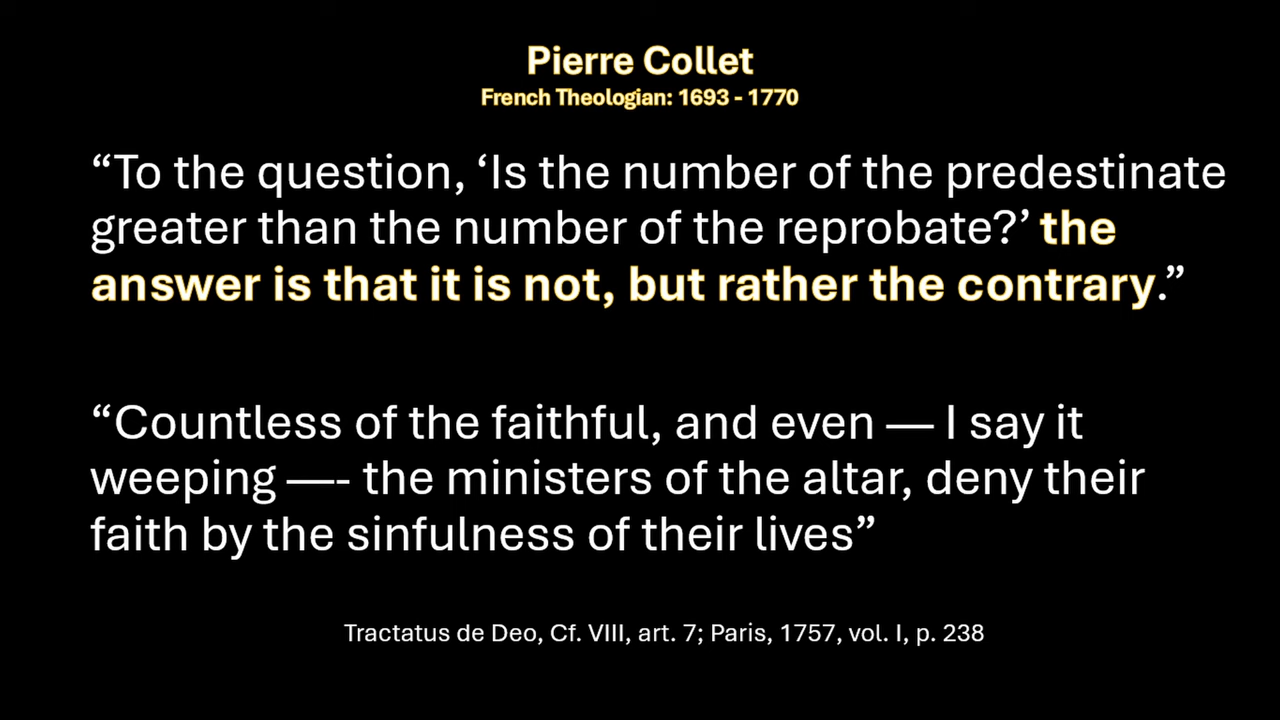 Pierre Collet
French Theologian: 1693 - 1770
“To the question, ‘Is the number of the predestinate
greater than the number of the reprobate?’ the
answer is that it is not, but rather the contrary.”
“Countless of the faithful, and even — I say it
weeping —- the ministers of the altar, deny their
faith by the sinfulness of their lives”
Tractatus de Deo, Cf. VIII, art. 7; Paris, 1757, vol. I, p. 238